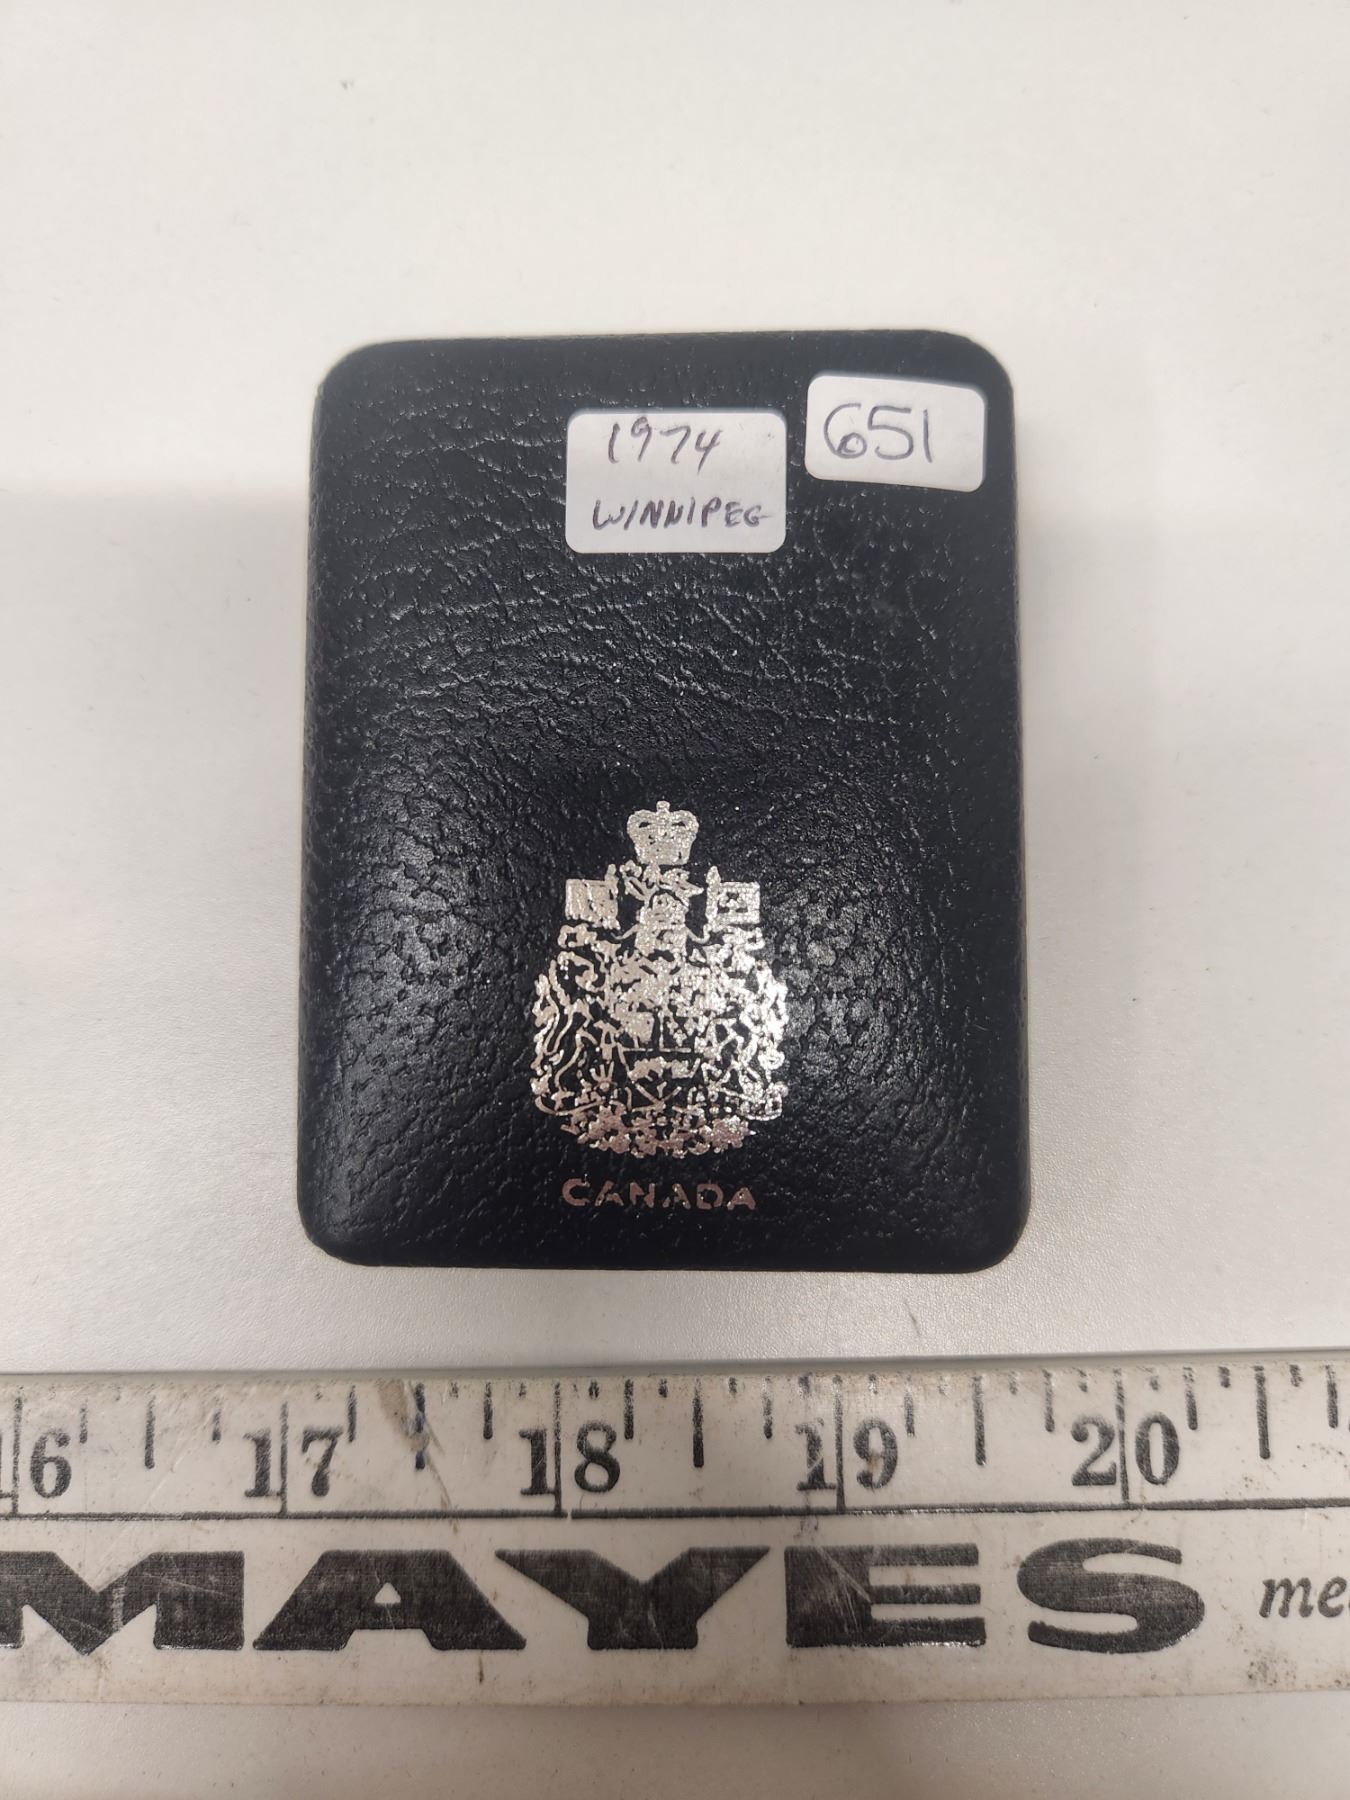 1974
WINNIPEG
651
CANADA
16 17 18 19 20
MAYES